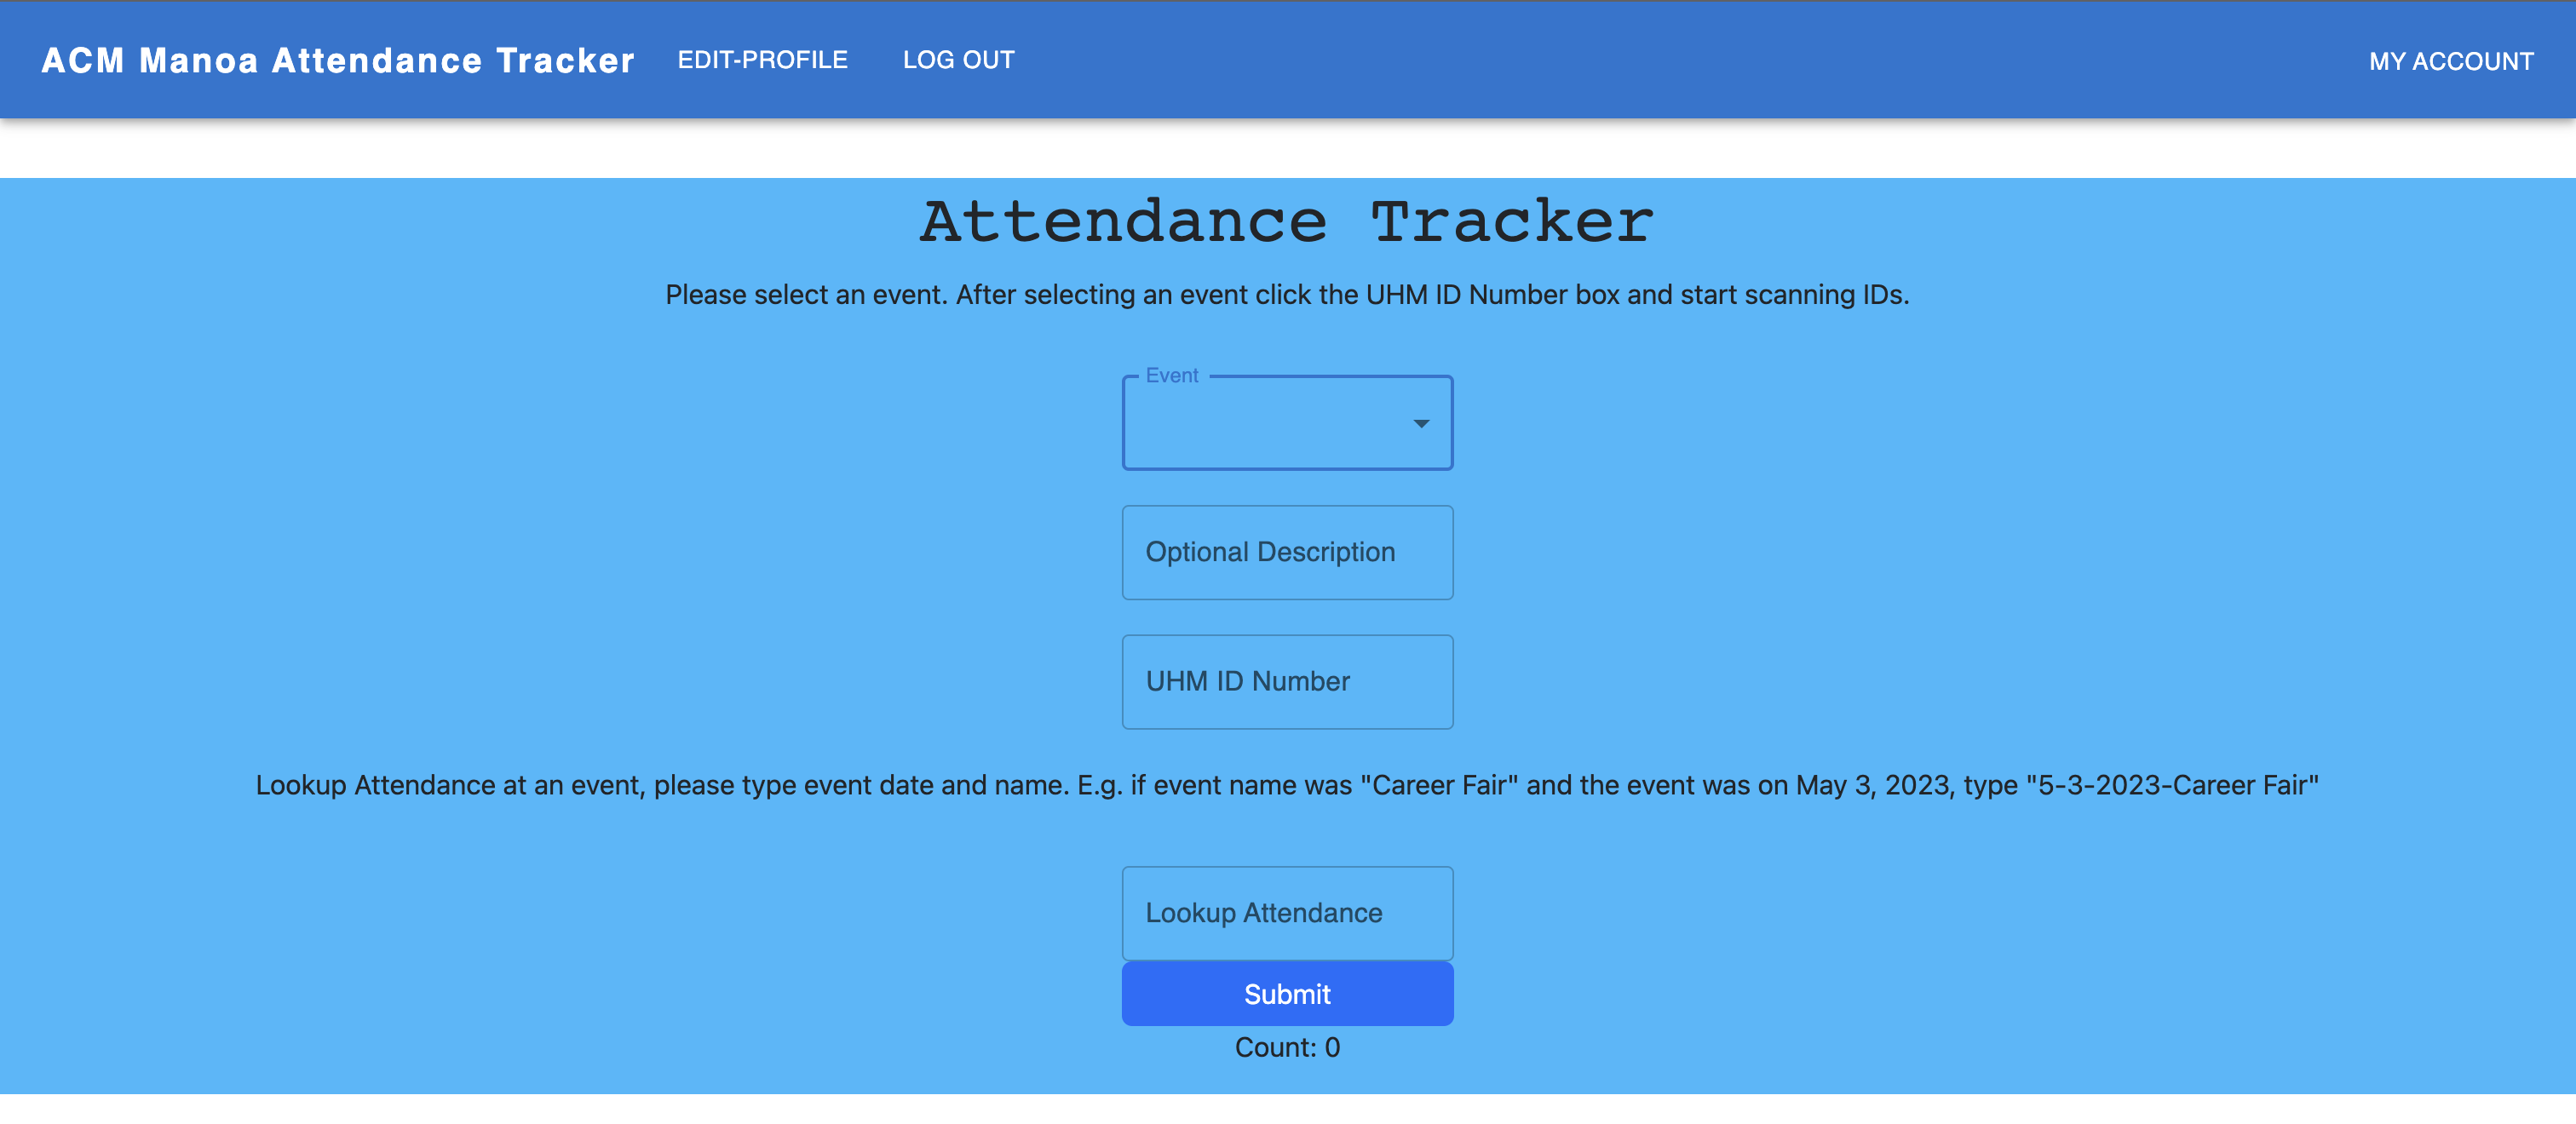 ACM Manoa Attendance Tracker EDIT-PROFILE LOG OUT MY ACCOUNT
Attendance Tracker
Please select an event. After selecting an event click the UHM ID Number box and start scanning IDs.
Event
Optional Description
UHM ID Number
Lookup Attendance at an event, please type event date and name. E.g. if event name was "Career Fair" and the event was on May 3, 2023, type "5-3-2023-Career Fair"
Lookup Attendance
Submit
Count: 0